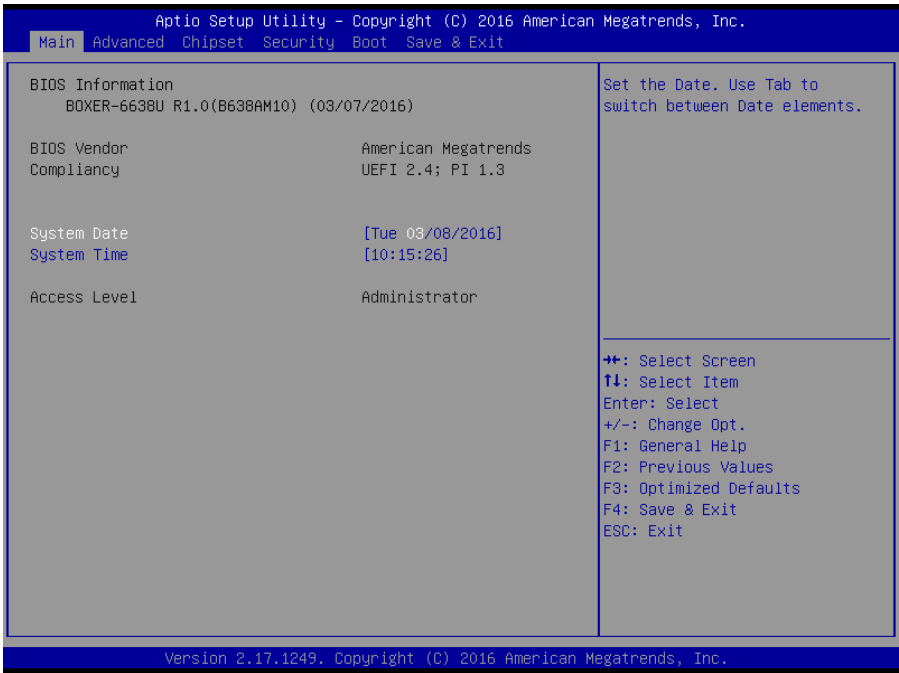 Aptio Setup Utility – Copyright (C) 2016 American Megatrends, Inc.
Main Advanced Chipset Security Boot Save & Exit
BIOS Information
BOXER-6638U R1.0(B638AM10) (03/07/2016)
BIOS Vendor American Megatrends
Compliancy UEFI 2.4; PI 1.3
System Date [Tue 03/08/2016]
System Time [10:15:26]
Access Level Administrator
Set the Date. Use Tab to
switch between Date elements.
→←: Select Screen
↑↓: Select Item
Enter: Select
+/-: Change Opt.
F1: General Help
F2: Previous Values
F3: Optimized Defaults
F4: Save & Exit
ESC: Exit
Version 2.17.1249. Copyright (C) 2016 American Megatrends, Inc.